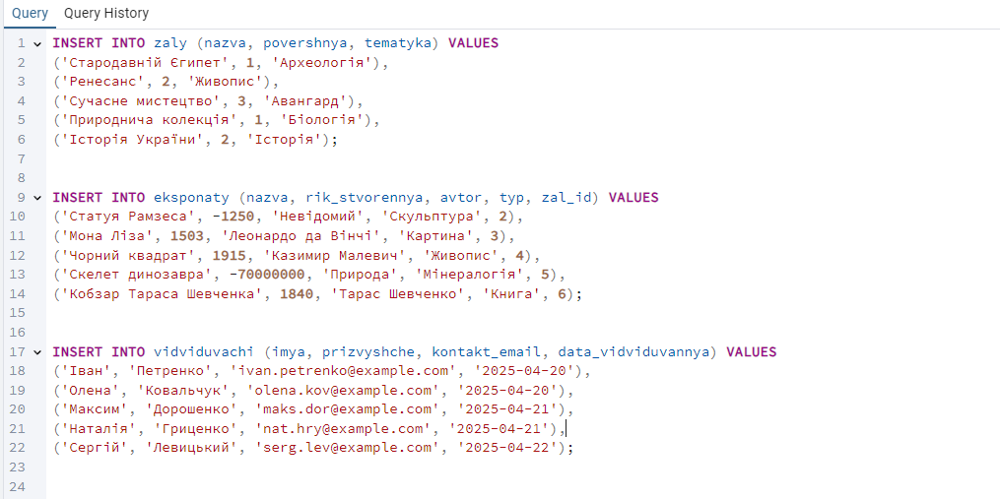 Query Query History
1 INSERT INTO zaly (nazva, povershnya, tematyka) VALUES
2 ('Стародавній Єгипет', 1, 'Археологія'),
3 ('Ренесанс', 2, 'Живопис'),
4 ('Сучасне мистецтво', 3, 'Авангард'),
5 ('Природнича колекція', 1, 'Біологія'),
6 ('Історія України', 2, 'Історія');
7
8
9 INSERT INTO eksponaty (nazva, rik_stvorennya, avtor, typ, zal_id) VALUES
10 ('Статуя Рамзеса', -1250, 'Невідомий', 'Скульптура', 2),
11 ('Мона Ліза', 1503, 'Леонардо да Вінчі', 'Картина', 3),
12 ('Чорний квадрат', 1915, 'Казимир Малевич', 'Живопис', 4),
13 ('Скелет динозавра', -70000000, 'Природа', 'Мінералогія', 5),
14 ('Кобзар Тараса Шевченка', 1840, 'Тарас Шевченко', 'Книга', 6);
15
16
17 INSERT INTO vidviduvachi (imya, prizvyshche, kontakt_email, data_vidviduvannya) VALUES
18 ('Іван', 'Петренко', 'ivan.petrenko@example.com', '2025-04-20'),
19 ('Олена', 'Ковальчук', 'olena.kov@example.com', '2025-04-20'),
20 ('Максим', 'Дорошенко', 'maks.dor@example.com', '2025-04-21'),
21 ('Наталія', 'Гриценко', 'nat.hry@example.com', '2025-04-21'),
22 ('Сергій', 'Левицький', 'serg.lev@example.com', '2025-04-22');
23
24